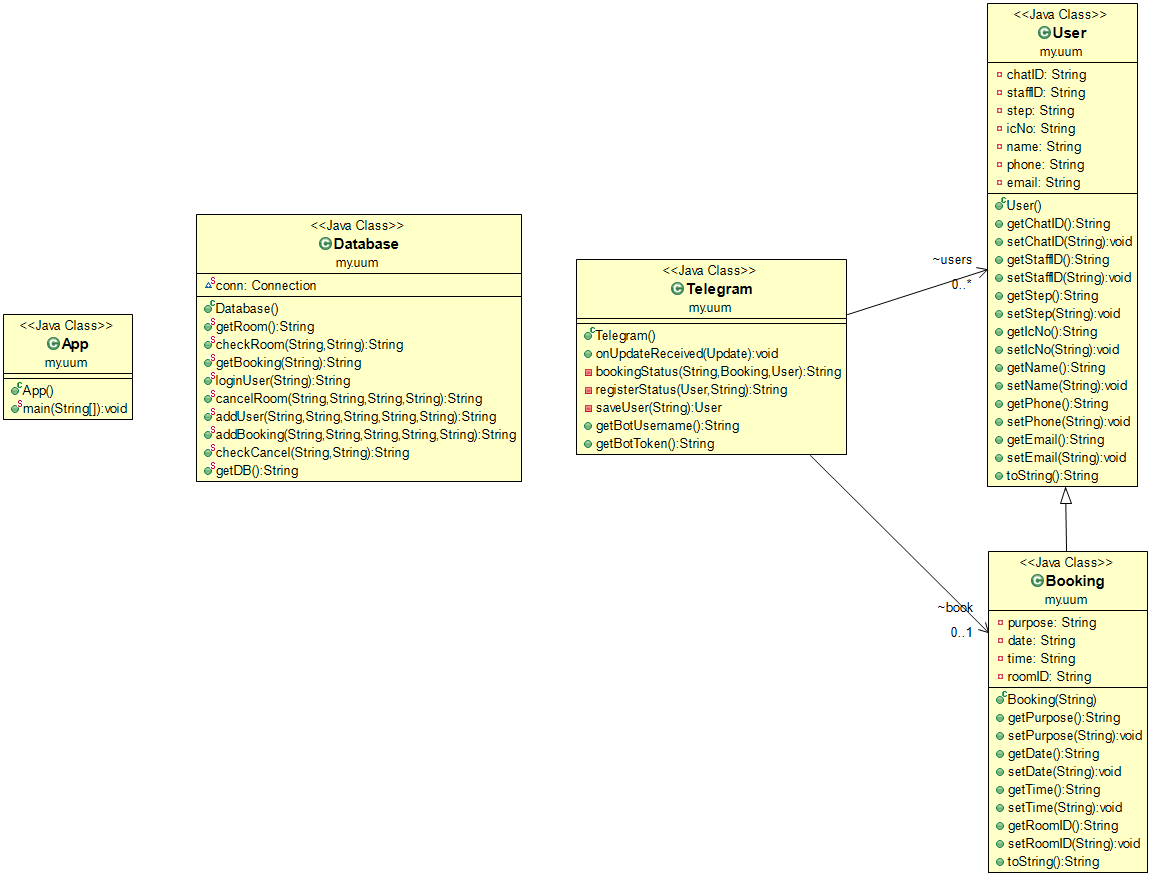 <<Java Class>>
User
my.uum
chatID: String
staffID: String
step: String
icNo: String
name: String
phone: String
email: String
User()
getChatID():String
setChatID(String):void
getStaffID():String
setStaffID(String):void
getStep():String
setStep(String):void
getIcNo():String
setIcNo(String):void
getName():String
setName(String):void
getPhone():String
setPhone(String):void
getEmail():String
setEmail(String):void
toString():String
<<Java Class>>
Database
my.uum
conn: Connection
Database()
getRoom():String
checkRoom(String,String):String
getBooking(String):String
loginUser(String):String
cancelRoom(String,String,String,String):String
addUser(String,String,String,String,String):String
addBooking(String,String,String,String,String):String
checkCancel(String,String):String
getDB():String
<<Java Class>>
Telegram
my.uum
Telegram()
onUpdateReceived(Update):void
bookingStatus(String,Booking,User):String
registerStatus(User,String):String
saveUser(String):User
getBotUsername():String
getBotToken():String
~users
0..*
<<Java Class>>
App
my.uum
App()
main(String[]):void
~book
0..1
<<Java Class>>
Booking
my.uum
purpose: String
date: String
time: String
roomID: String
Booking(String)
getPurpose():String
setPurpose(String):void
getDate():String
setDate(String):void
getTime():String
setTime(String):void
getRoomID():String
setRoomID(String):void
toString():String